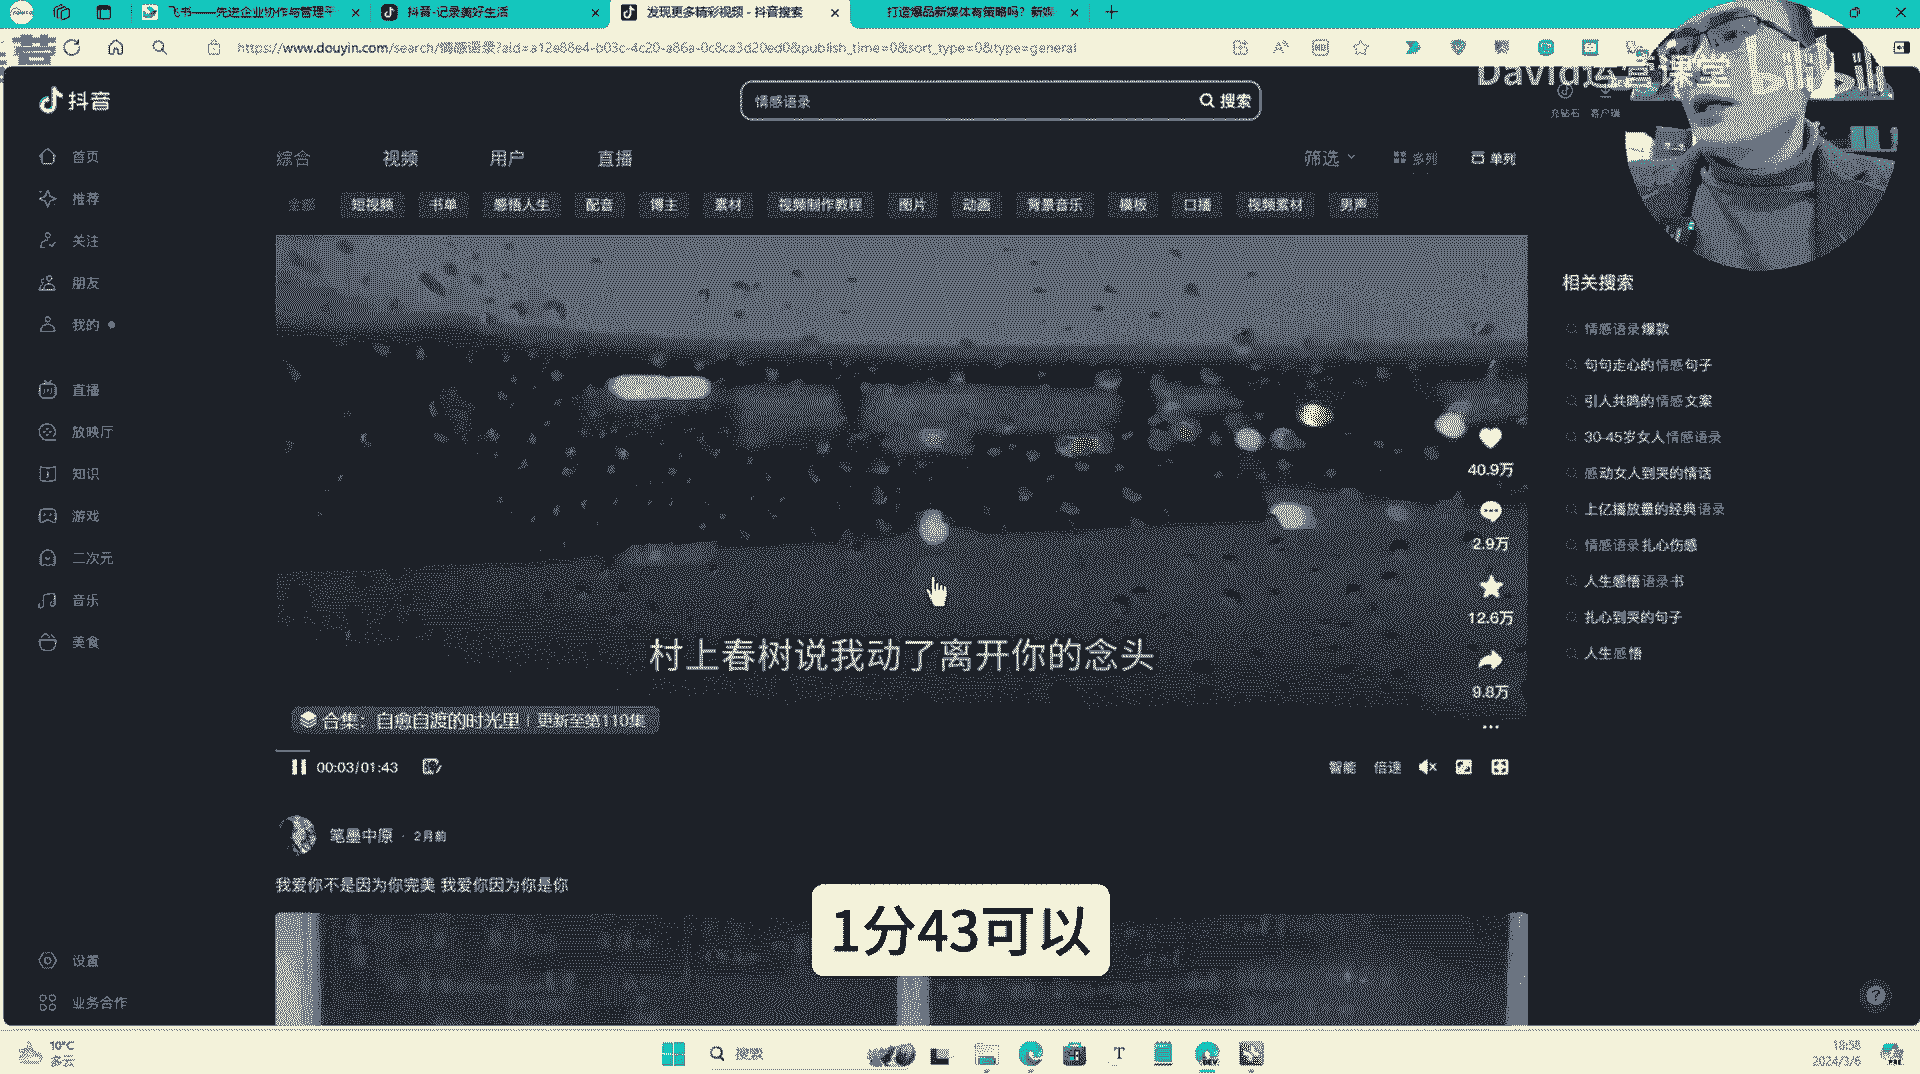 飞书——先进企业协作与管理平
抖音-记录美好生活
发现更多精彩视频 - 抖音搜索
打造爆品新媒体有策略吗？新媒
https://www.douyin.com/search/情感语录?aid=a12e88e4-b03c-4c20-a86a-0c8ca3d20ed0&publish_time=0&sort_type=0&type=general
David运营课堂
bilibili
抖音
情感语录
搜索
充钻石
客户端
首页
推荐
关注
朋友
我的
直播
放映厅
知识
游戏
二次元
音乐
美食
设置
业务合作
综合
视频
用户
直播
筛选
多列
单列
全部
短视频
书单
感悟人生
配音
博主
素材
视频制作教程
图片
动画
背景音乐
模板
口播
视频素材
男声
40.9万
2.9万
12.6万
9.8万
村上春树说我动了离开你的念头
合集：自愈自渡的时光里 | 更新至第110集
00:03/01:43
智能
倍速
笔墨中原 · 2月前
我爱你不是因为你完美 我爱你因为你是你
1分43可以
相关搜索
情感语录爆款
句句走心的情感句子
引人共鸣的情感文案
30-45岁女人情感语录
感动女人到哭的情话
上亿播放量的经典语录
情感语录扎心伤感
人生感悟语录书
扎心到哭的句子
人生感悟
10°C
多云
搜索
2024/3/6